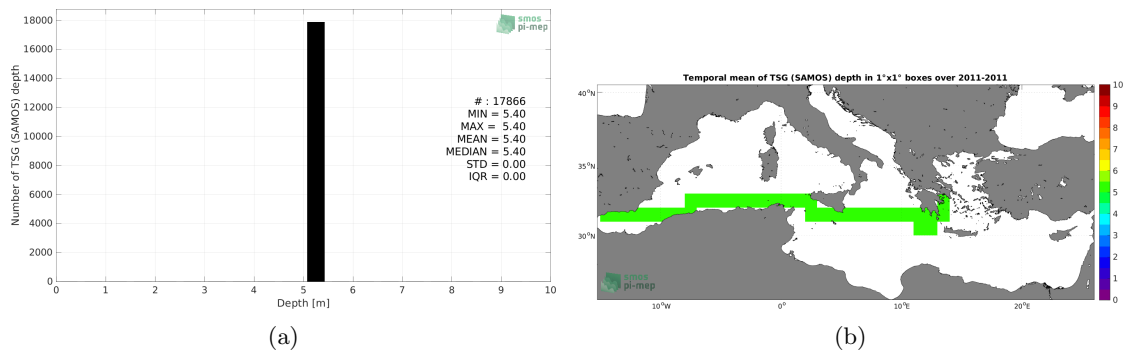 18000
16000
14000
12000
10000
8000
6000
4000
2000
0
Number of TSG (SAMOS) depth
smos
pi-mep
# : 17866
MIN = 5.40
MAX = 5.40
MEAN = 5.40
MEDIAN = 5.40
STD = 0.00
IQR = 0.00
0 1 2 3 4 5 6 7 8 9 10
Depth [m]
(a)
Temporal mean of TSG (SAMOS) depth in 1°x1° boxes over 2011-2011
40°N
35°N
30°N
10°W 0° 10°E 20°E
smos
pi-mep
10
9
8
7
6
5
4
3
2
1
0
(b)